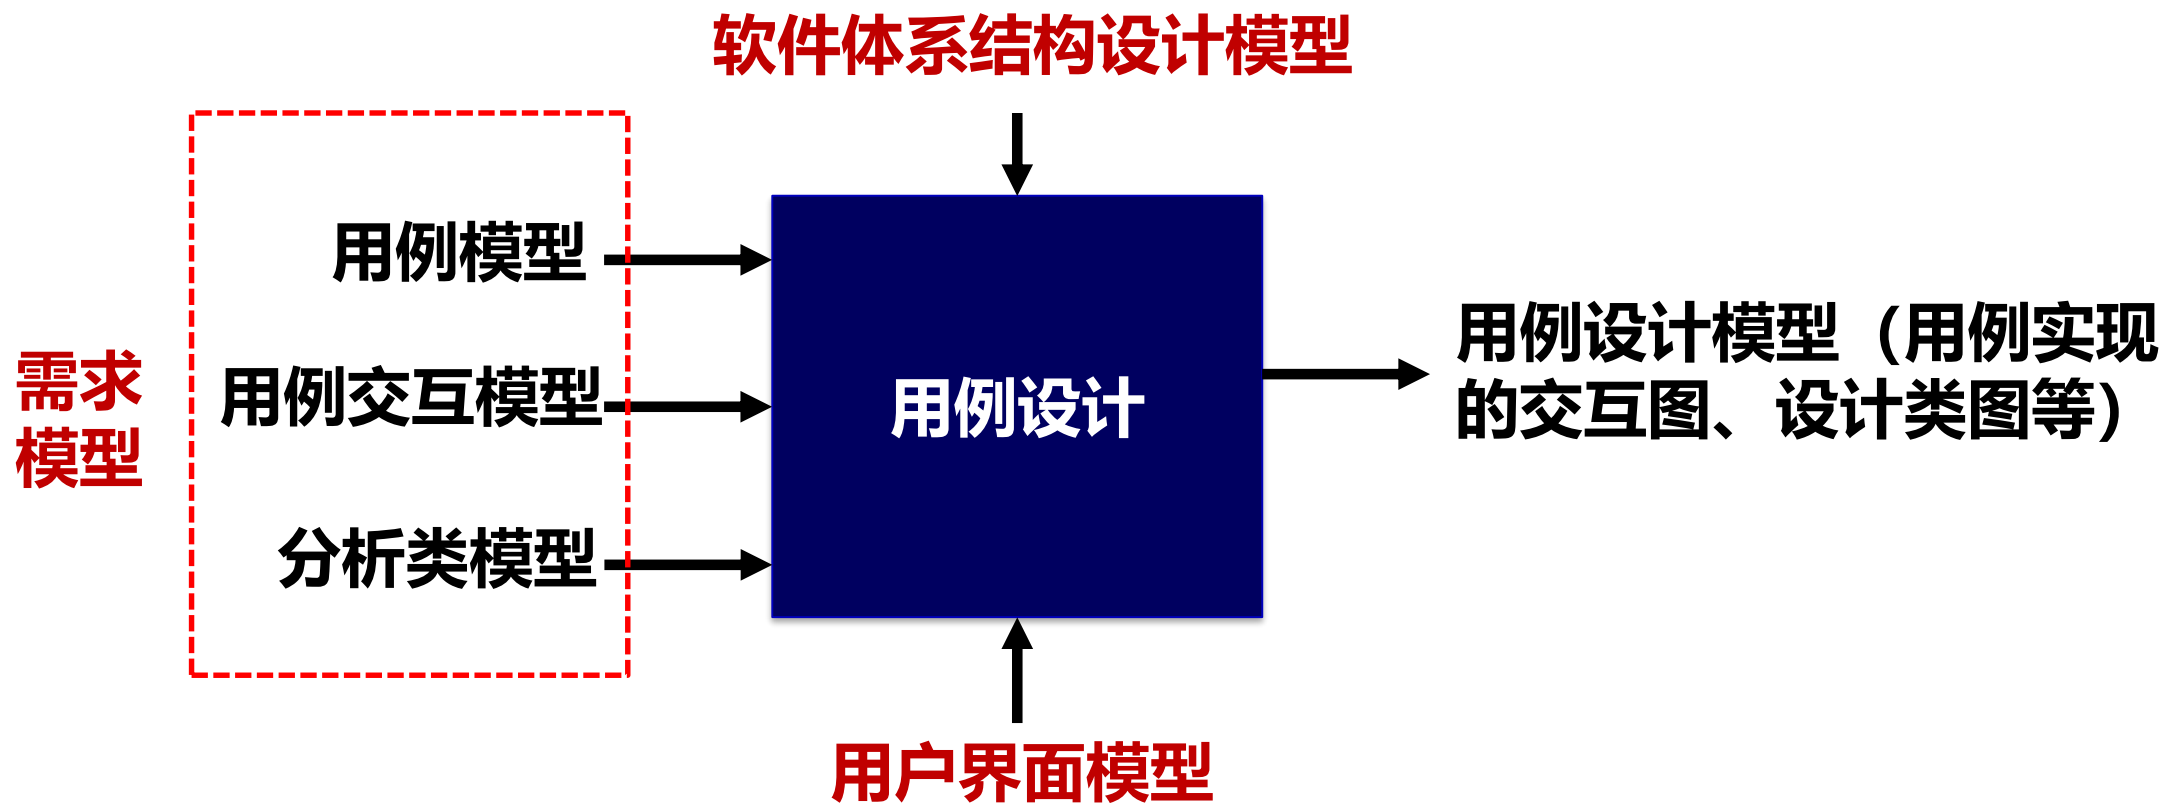 软件体系结构设计模型
用例模型
用例交互模型
分析类模型
需求
模型
用例设计
用例设计模型（用例实现
的交互图、设计类图等）
用户界面模型